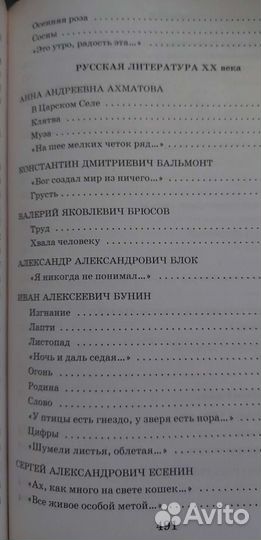 Осенняя роза
Сосны
«Это утро, радость эта...»
РУССКАЯ ЛИТЕРАТУРА XX века
АННА АНДРЕЕВНА АХМАТОВА
В Царском Селе
Клятва
Муза
«На шее мелких четок ряд...»
КОНСТАНТИН ДМИТРИЕВИЧ БАЛЬМОНТ
«Бог создал мир из ничего...»
Грусть
ВАЛЕРИЙ ЯКОВЛЕВИЧ БРЮСОВ
Труд
Хвала человеку
АЛЕКСАНДР АЛЕКСАНДРОВИЧ БЛОК
«Я никогда не понимал...»
ИВАН АЛЕКСЕЕВИЧ БУНИН
Изгнание
Лапти
Листопад
«Ночь и даль седая...»
Огонь
Родина
Слово
«У птицы есть гнездо, у зверя есть нора...»
Цифры
«Шумели листья, облетая...»
СЕРГЕЙ АЛЕКСАНДРОВИЧ ЕСЕНИН
«Ах, как много на свете кошек...»
«Все живое особой метой...»
491
Avito